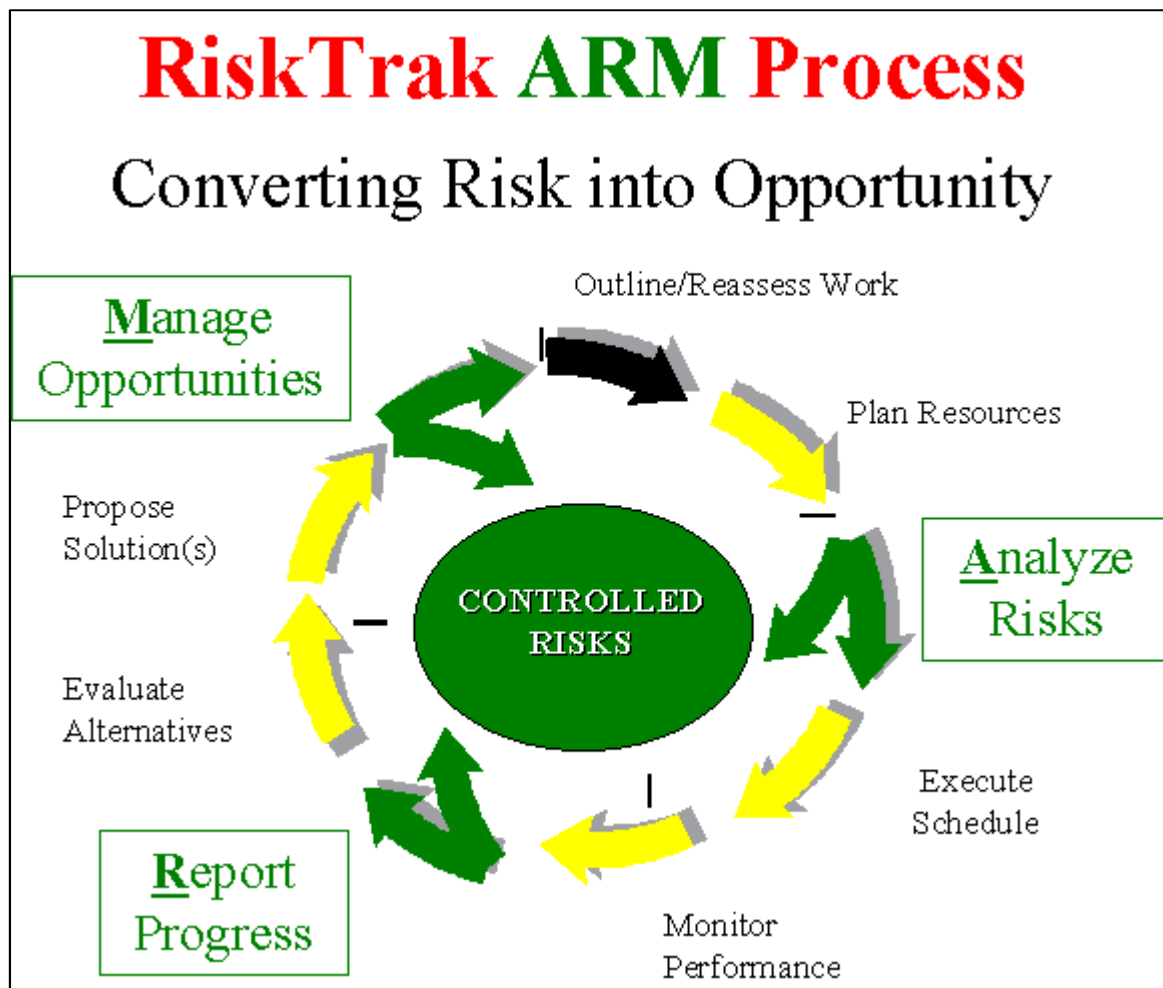 RiskTrak ARM Process
Converting Risk into Opportunity
Outline/Reassess Work
Manage
Opportunities
Plan Resources
Propose
Solution(s)
Analyze
Risks
CONTROLLED
RISKS
Evaluate
Alternatives
Execute
Schedule
Report
Progress
Monitor
Performance